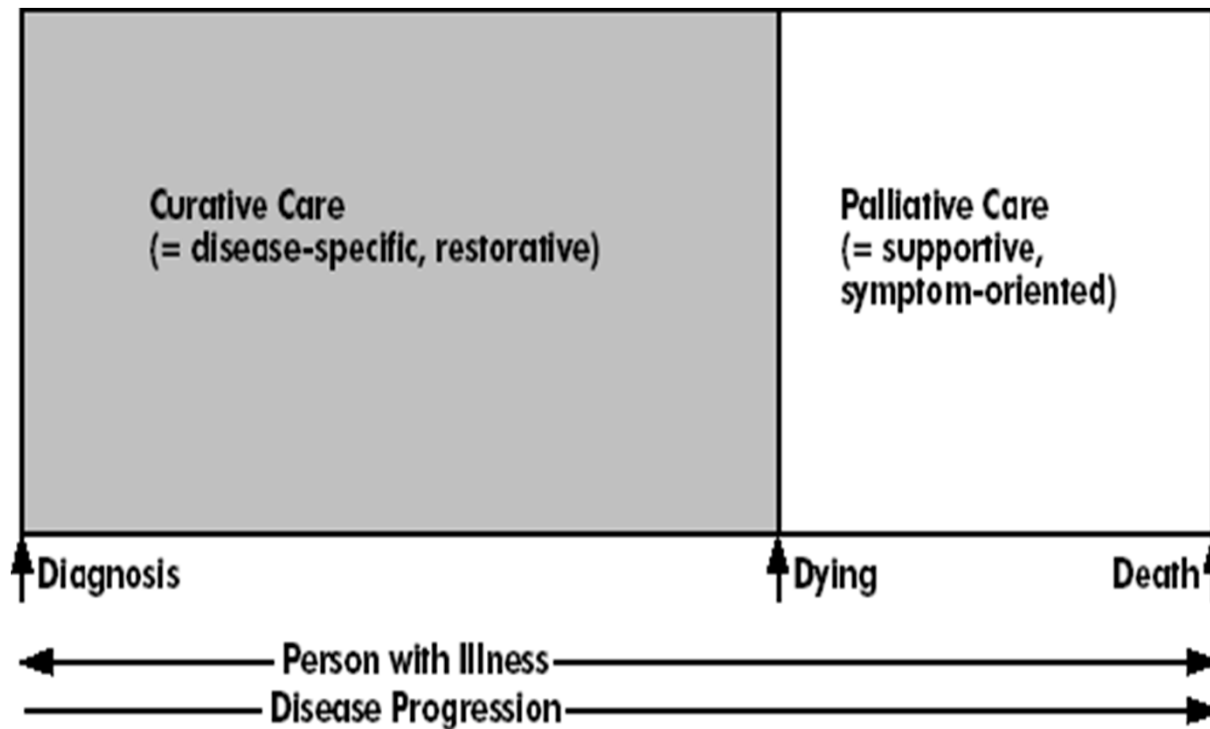 Curative Care
(= disease-specific, restorative)
Palliative Care
(= supportive,
symptom-oriented)
Diagnosis
Dying
Death
Person with Illness
Disease Progression